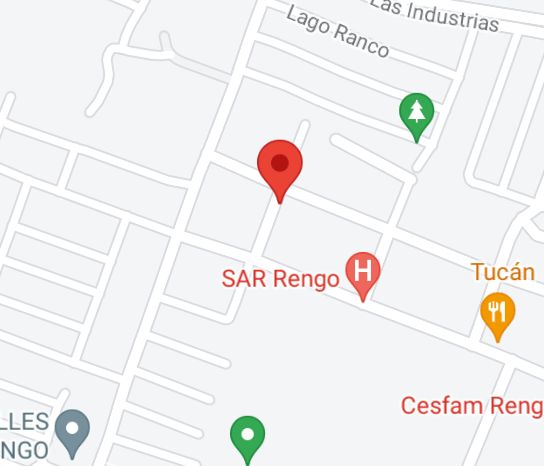 Las Industrias
Lago Ranco
H
SAR Rengo
Tucán
Cesfam Reng
LLES
NGO